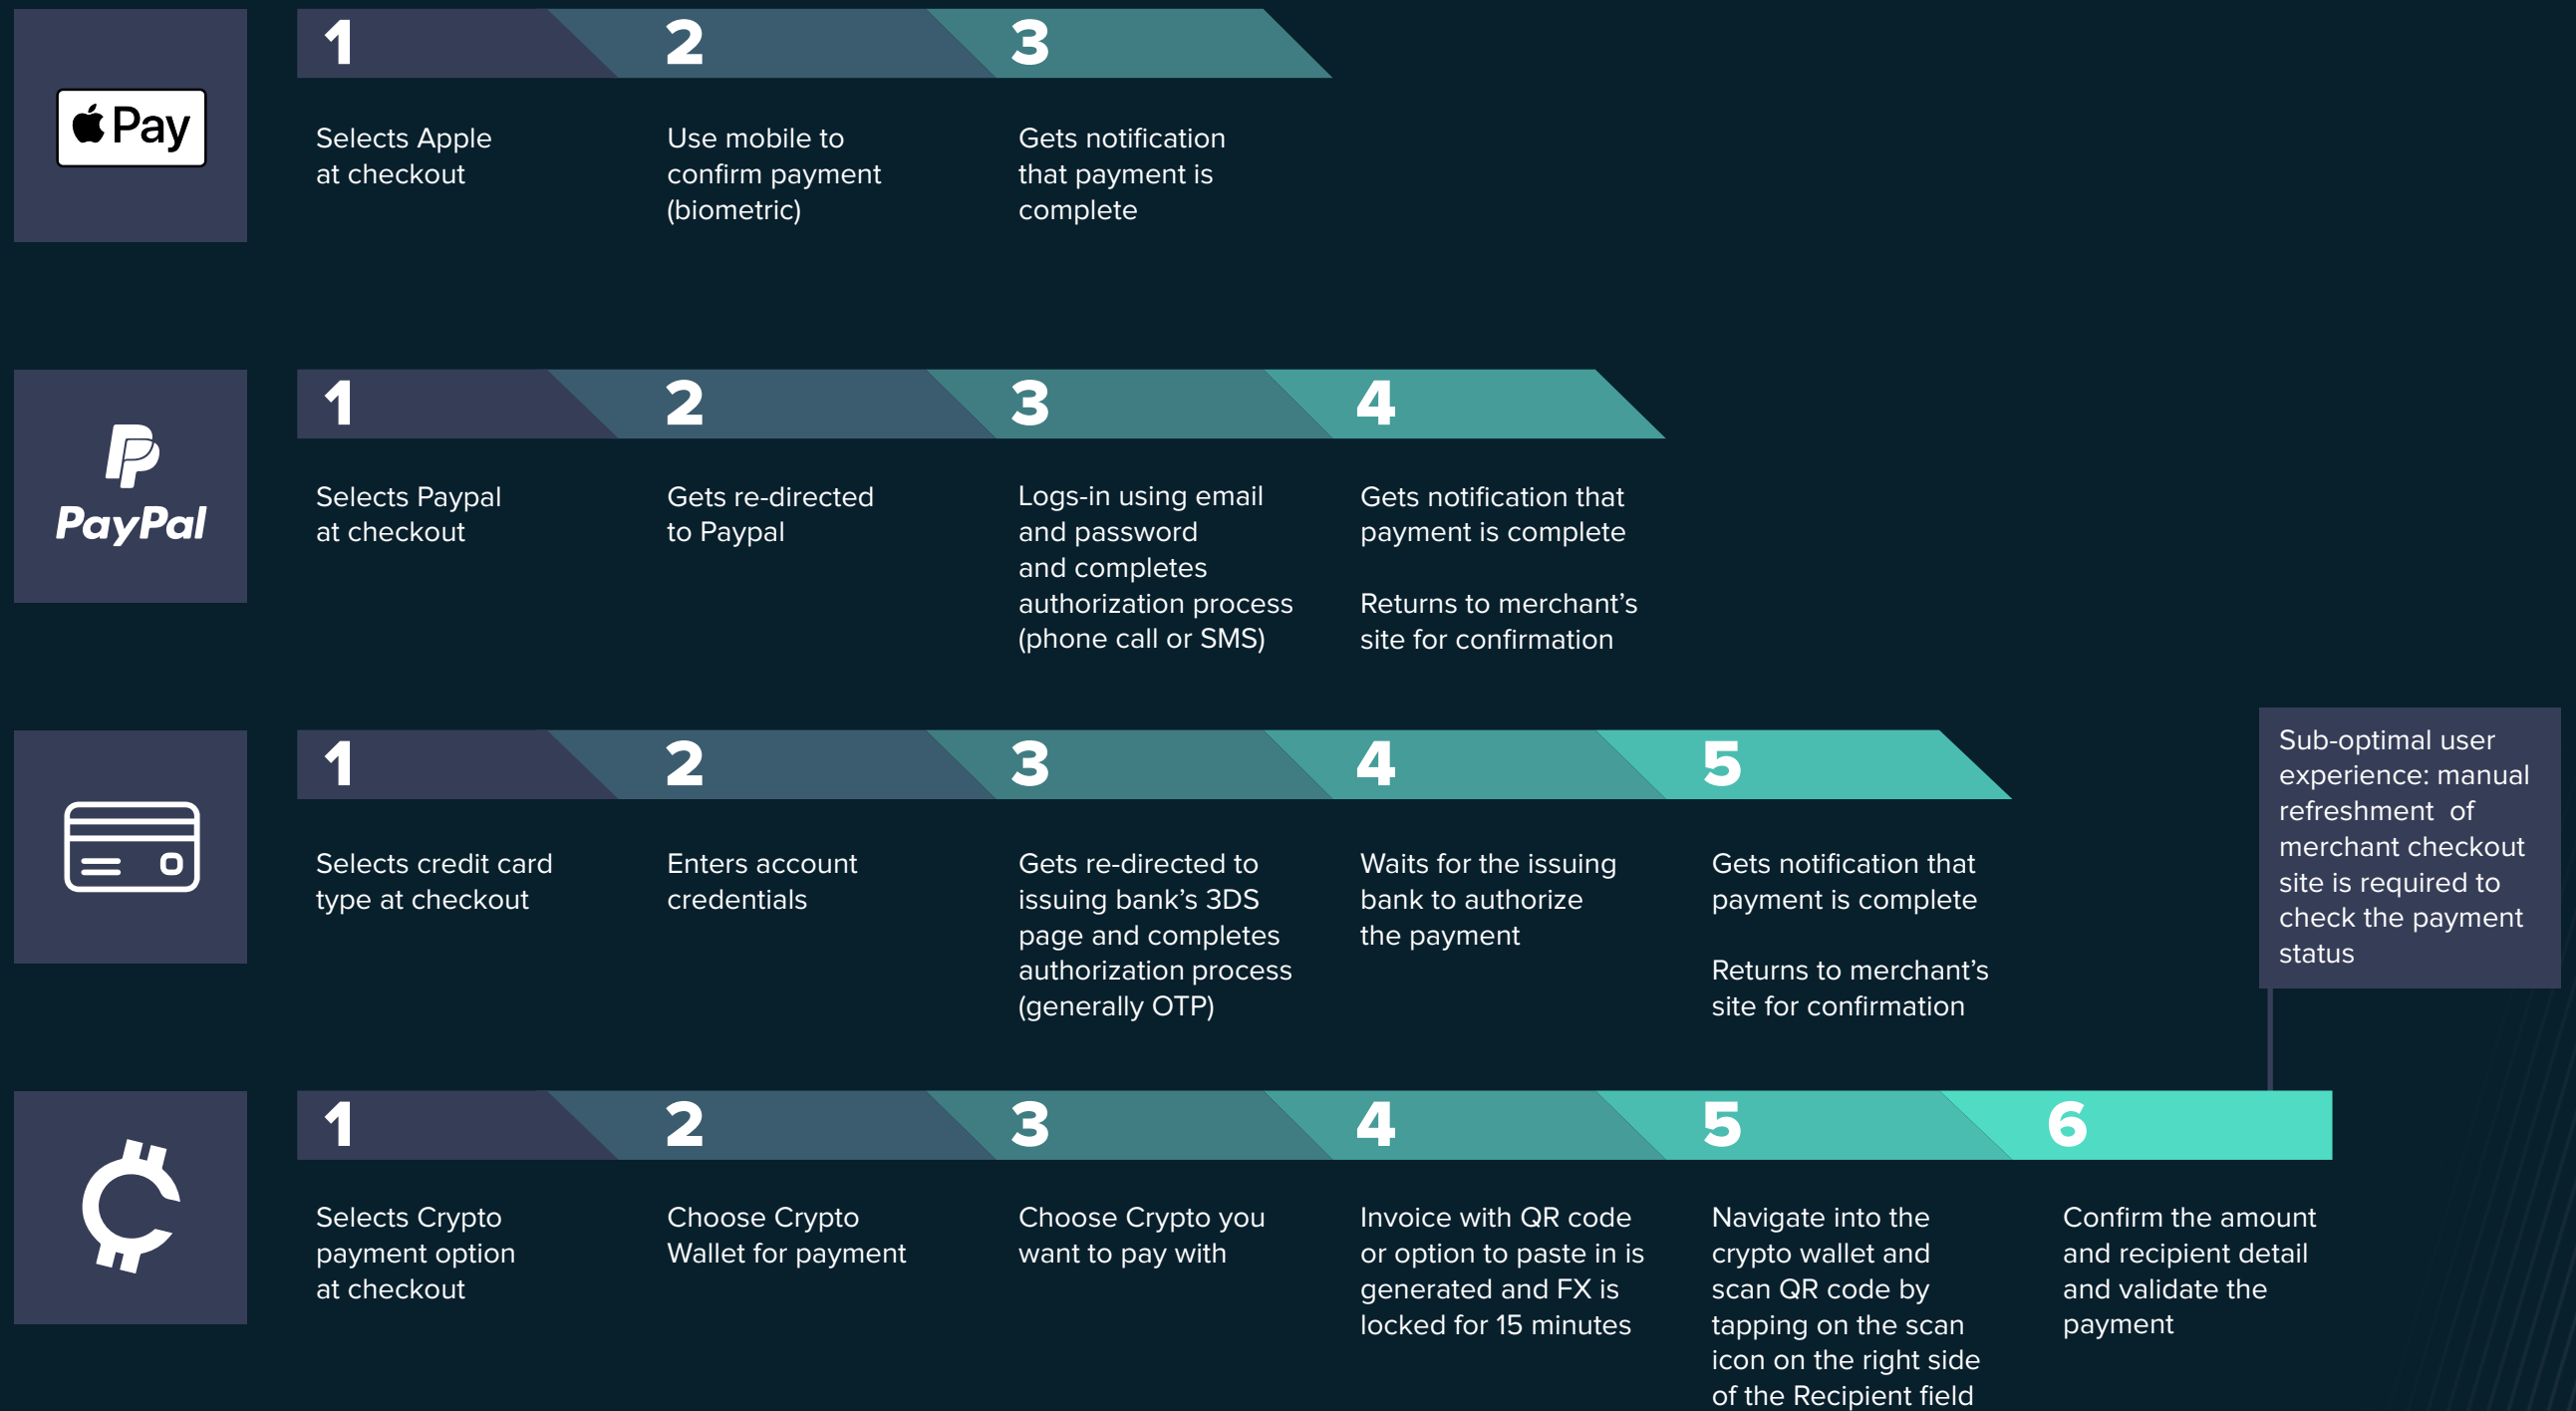 Pay
1
2
3
Selects Apple
at checkout
Use mobile to
confirm payment
(biometric)
Gets notification
that payment is
complete
PayPal
1
2
3
4
Selects Paypal
at checkout
Gets re-directed
to Paypal
Logs-in using email
and password
and completes
authorization process
(phone call or SMS)
Gets notification that
payment is complete
Returns to merchant’s
site for confirmation
1
2
3
4
5
Selects credit card
type at checkout
Enters account
credentials
Gets re-directed to
issuing bank’s 3DS
page and completes
authorization process
(generally OTP)
Waits for the issuing
bank to authorize
the payment
Gets notification that
payment is complete
Returns to merchant’s
site for confirmation
Sub-optimal user
experience: manual
refreshment  of
merchant checkout
site is required to
check the payment
status
1
2
3
4
5
6
Selects Crypto
payment option
at checkout
Choose Crypto
Wallet for payment
Choose Crypto you
want to pay with
Invoice with QR code
or option to paste in is
generated and FX is
locked for 15 minutes
Navigate into the
crypto wallet and
scan QR code by
tapping on the scan
icon on the right side
of the Recipient field
Confirm the amount
and recipient detail
and validate the
payment